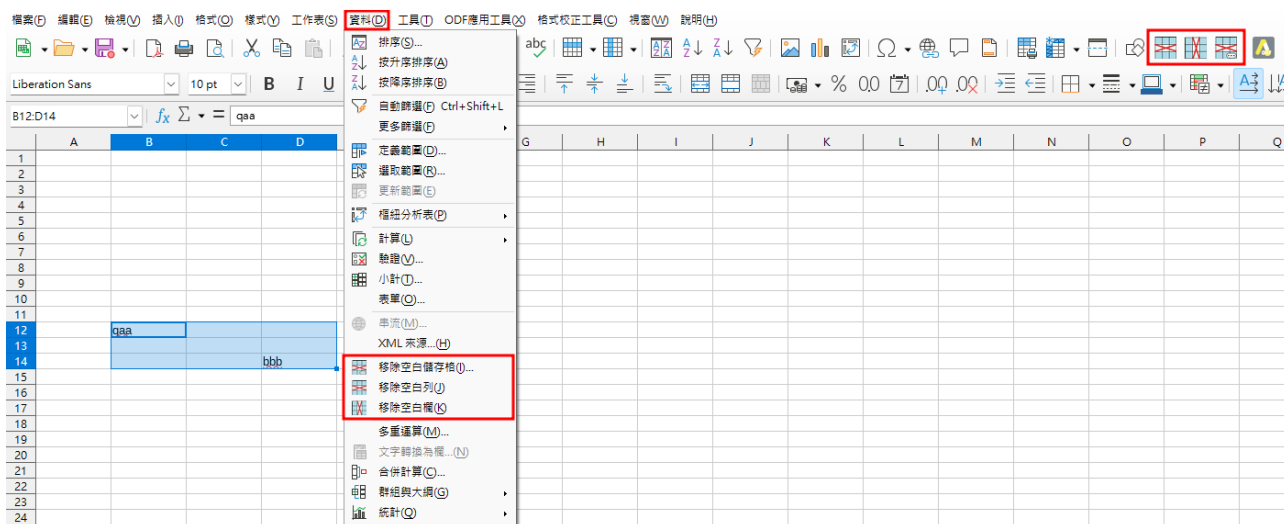 檔案(F) 編輯(E) 檢視(V) 插入(I) 格式(O) 樣式(Y) 工作表(S) 資料(D) 工具(T) ODF應用工具(X) 格式校正工具(C) 視窗(W) 說明(H)
Liberation Sans 10 pt B I U
B12:D14 fx Σ = qaa
排序(S)...
按升序排序(A)
按降序排序(B)
自動篩選(F) Ctrl+Shift+L
更多篩選(F)
定義範圍(D)...
選取範圍(R)...
更新範圍(E)
樞紐分析表(P)
計算(L)
驗證(V)...
小計(T)...
表單(O)...
串流(M)...
XML 來源...(H)
移除空白儲存格(I)...
移除空白列(J)
移除空白欄(K)
多重運算(M)...
文字轉換為欄...(N)
合併計算(C)...
群組與大綱(G)
統計(Q)
A B C D G H I J K L M N O P Q
1
2
3
4
5
6
7
8
9
10
11
12 qaa
13
14 bbb
15
16
17
18
19
20
21
22
23
24